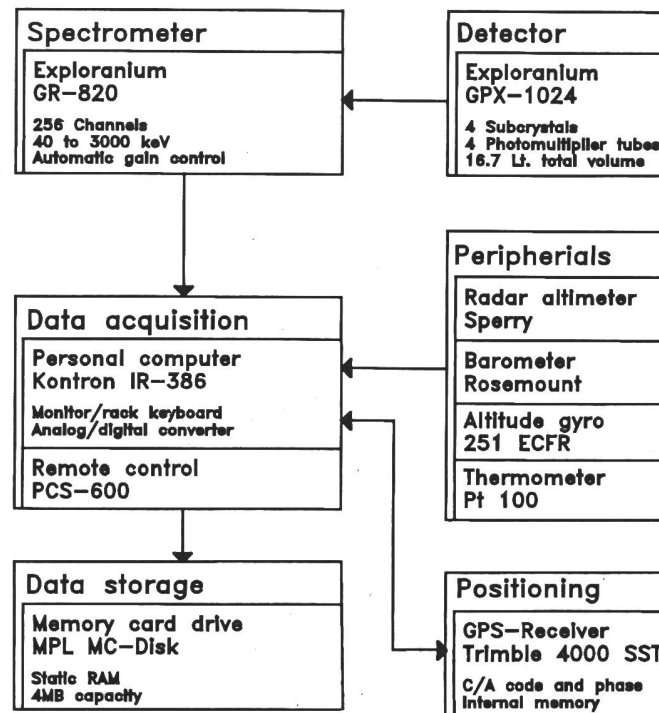 Spectrometer
Exploranium
GR-820
256 Channels
40 to 3000 keV
Automatic gain control
Detector
Exploranium
GPX-1024
4 Subcrystals
4 Photomultiplier tubes
16.7 Lt. total volume
Peripherials
Radar altimeter
Sperry
Barometer
Rosemount
Altitude gyro
251 ECFR
Thermometer
Pt 100
Data acquisition
Personal computer
Kontron IR-386
Monitor/rack keyboard
Analog/digital converter
Remote control
PCS-600
Data storage
Memory card drive
MPL MC-Disk
Static RAM
4MB capacity
Positioning
GPS-Receiver
Trimble 4000 SST
C/A code and phase
Internal memory